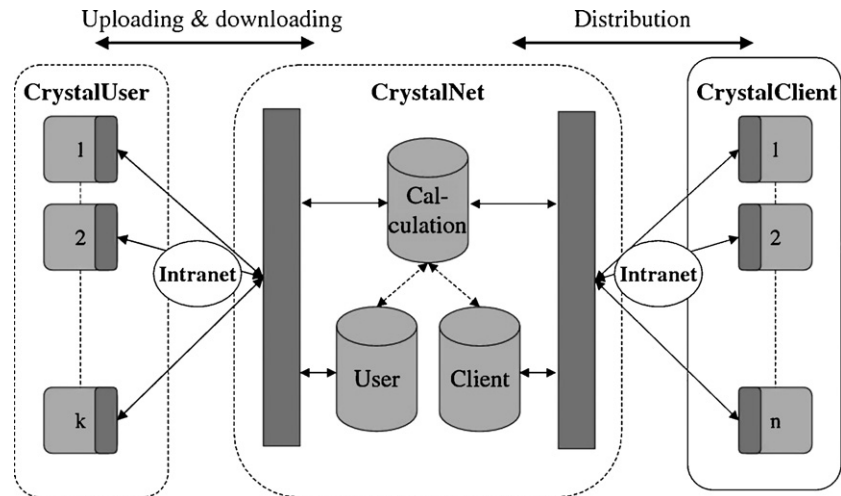 Uploading & downloading
Distribution
CrystalUser
CrystalNet
CrystalClient
1
2
k
Intranet
Cal-
culation
User
Client
Intranet
1
2
n